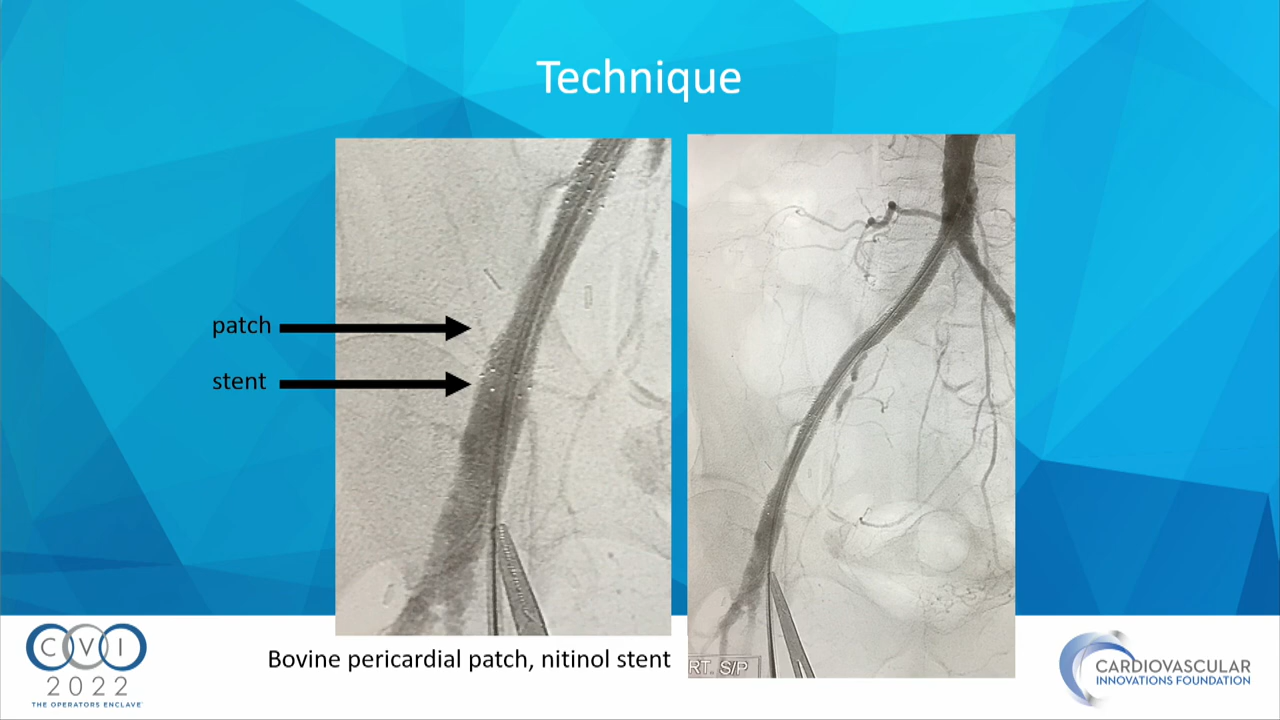 Technique
patch
stent
Bovine pericardial patch, nitinol stent
RT. S/P
CVI
2022
THE OPERATORS ENCLAVE
CARDIOVASCULAR
INNOVATIONS FOUNDATION